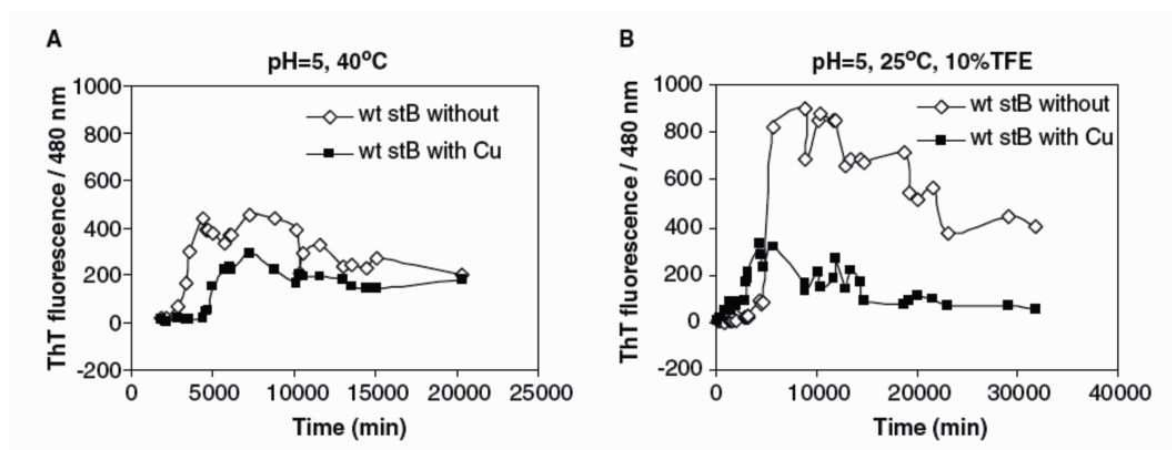 A
pH=5, 40°C
1000
800
600
400
200
0
-200
ThT fluorescence / 480 nm
wt stB without
wt stB with Cu
0 5000 10000 15000 20000 25000
Time (min)
B
pH=5, 25°C, 10%TFE
1000
800
600
400
200
0
-200
ThT fluorescence / 480 nm
wt stB without
wt stB with Cu
0 10000 20000 30000 40000
Time (min)